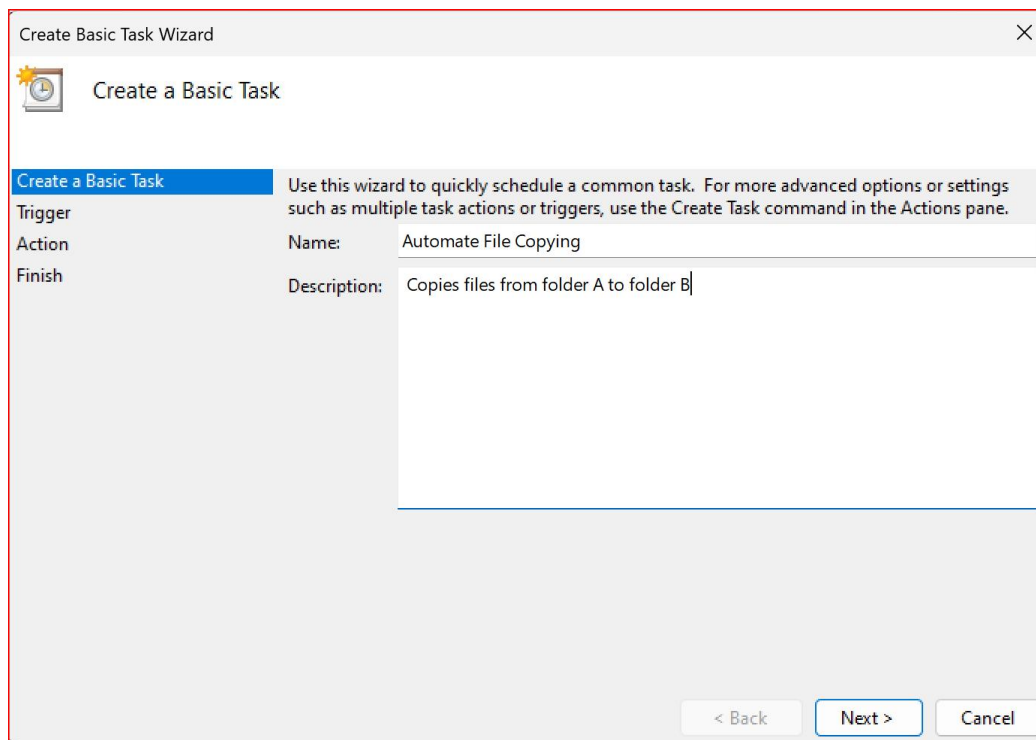 Create Basic Task Wizard
Create a Basic Task
Create a Basic Task
Trigger
Action
Finish
Use this wizard to quickly schedule a common task.  For more advanced options or settings
such as multiple task actions or triggers, use the Create Task command in the Actions pane.
Name: Automate File Copying
Description: Copies files from folder A to folder B
< Back Next > Cancel